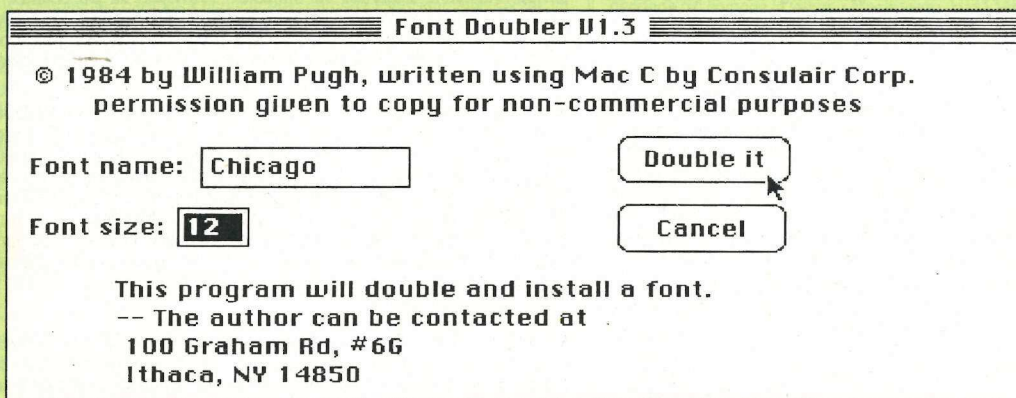 Font Doubler V1.3
© 1984 by William Pugh, written using Mac C by Consulair Corp.
permission given to copy for non-commercial purposes
Font name: Chicago
Double it
Font size: 12
Cancel
This program will double and install a font.
-- The author can be contacted at
100 Graham Rd, #6G
Ithaca, NY 14850